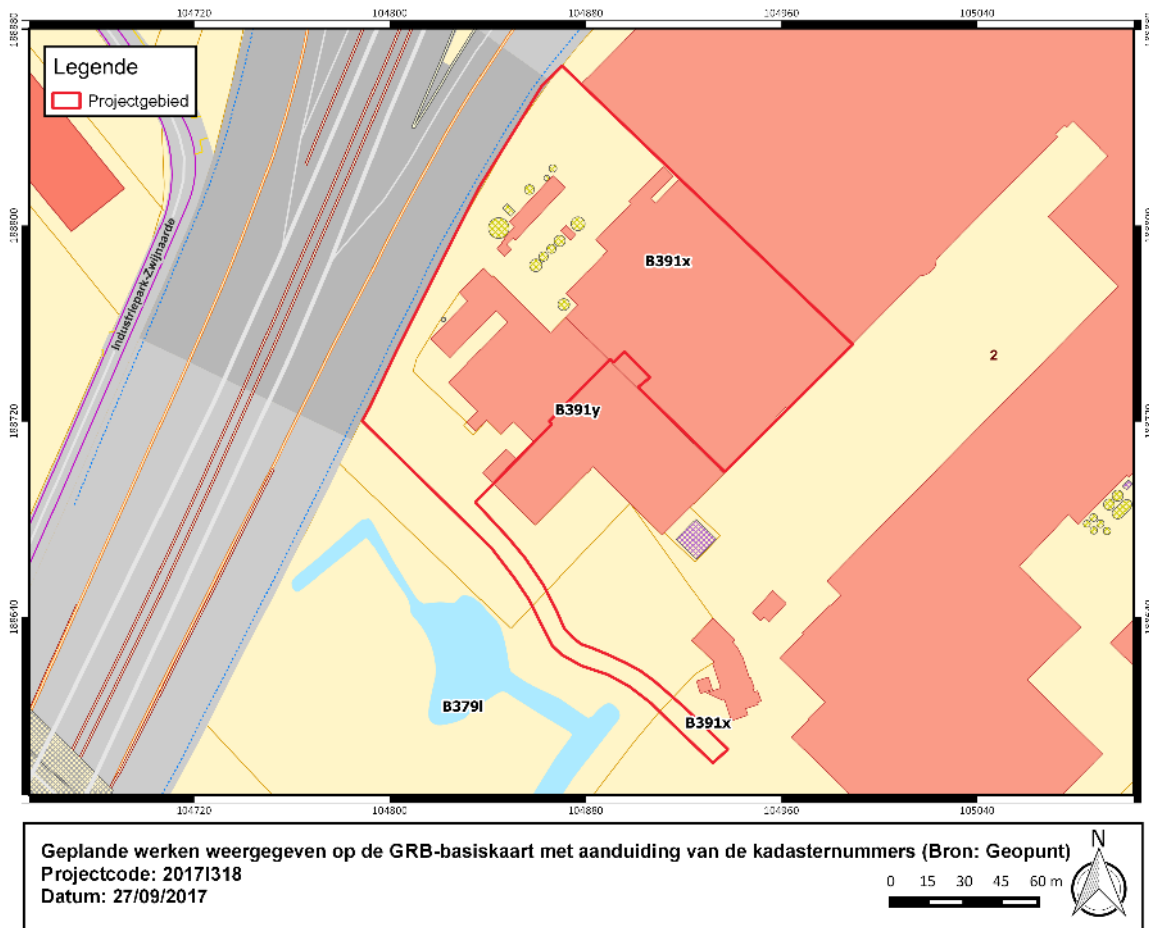 104720 104800 104880 104960 105040
188880
Legende
Projectgebied
Industriepark-Zwijnaarde
188800
188800
B391x
2
188720
B391y
188640
188640
B379l
B391x
104720 104800 104880 104960 105040
Geplande werken weergegeven op de GRB-basiskaart met aanduiding van de kadasternummers (Bron: Geopunt)
Projectcode: 2017I318
Datum: 27/09/2017
N
0 15 30 45 60 m